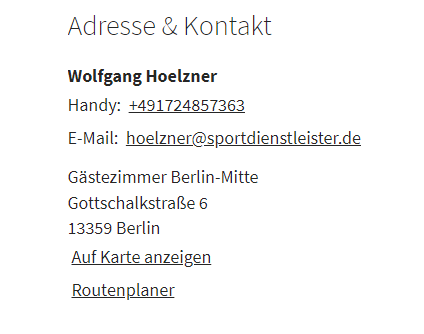 Adresse & Kontakt
Wolfgang Hoelzner
Handy: +491724857363
E-Mail: hoelzner@sportdienstleister.de
Gästezimmer Berlin-Mitte
Gottschalkstraße 6
13359 Berlin
Auf Karte anzeigen
Routenplaner